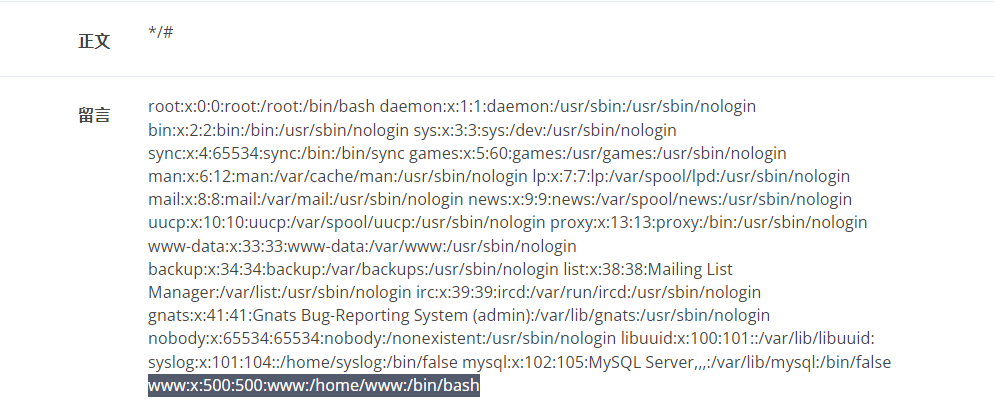 正文 */#
留言 root:x:0:0:root:/root:/bin/bash daemon:x:1:1:daemon:/usr/sbin:/usr/sbin/nologin
bin:x:2:2:bin:/bin:/usr/sbin/nologin sys:x:3:3:sys:/dev:/usr/sbin/nologin
sync:x:4:65534:sync:/bin:/bin/sync games:x:5:60:games:/usr/games:/usr/sbin/nologin
man:x:6:12:man:/var/cache/man:/usr/sbin/nologin lp:x:7:7:lp:/var/spool/lpd:/usr/sbin/nologin
mail:x:8:8:mail:/var/mail:/usr/sbin/nologin news:x:9:9:news:/var/spool/news:/usr/sbin/nologin
uucp:x:10:10:uucp:/var/spool/uucp:/usr/sbin/nologin proxy:x:13:13:proxy:/bin:/usr/sbin/nologin
www-data:x:33:33:www-data:/var/www:/usr/sbin/nologin
backup:x:34:34:backup:/var/backups:/usr/sbin/nologin list:x:38:38:Mailing List
Manager:/var/list:/usr/sbin/nologin irc:x:39:39:ircd:/var/run/ircd:/usr/sbin/nologin
gnats:x:41:41:Gnats Bug-Reporting System (admin):/var/lib/gnats:/usr/sbin/nologin
nobody:x:65534:65534:nobody:/nonexistent:/usr/sbin/nologin libuuid:x:100:101::/var/lib/libuuid:
syslog:x:101:104::/home/syslog:/bin/false mysql:x:102:105:MySQL Server,,,:/var/lib/mysql:/bin/false
www:x:500:500:www:/home/www:/bin/bash